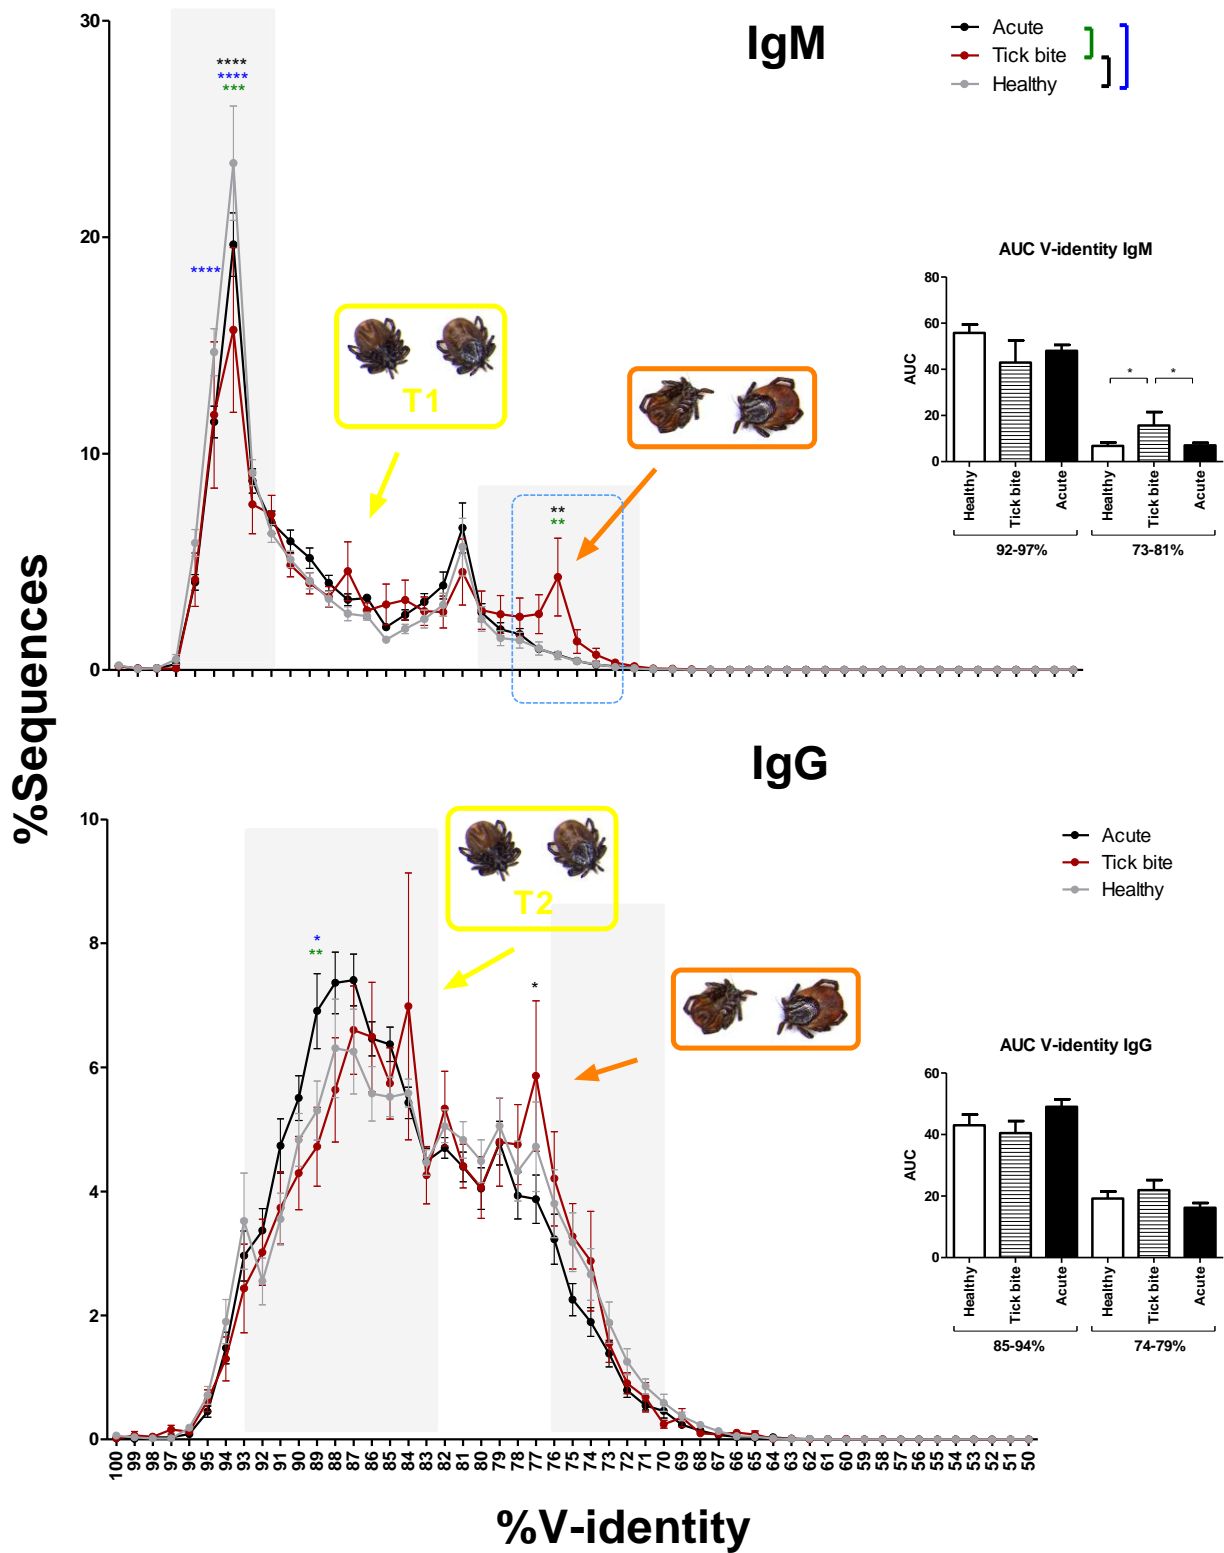 IgM
Acute
Tick bite
Healthy
30
20
10
0
****
****
***
****
T1
**
**
AUC V-identity IgM
AUC
80
60
40
20
0
*
*
Healthy
Tick bite
Acute
Healthy
Tick bite
Acute
92-97%
73-81%
%Sequences
IgG
Acute
Tick bite
Healthy
10
8
6
4
2
0
T2
*
**
*
AUC V-identity IgG
AUC
60
40
20
0
Healthy
Tick bite
Acute
Healthy
Tick bite
Acute
85-94%
74-79%
100 99 98 97 96 95 94 93 92 91 90 89 88 87 86 85 84 83 82 81 80 79 78 77 76 75 74 73 72 71 70 69 68 67 66 65 64 63 62 61 60 59 58 57 56 55 54 53 52 51 50
%V-identity